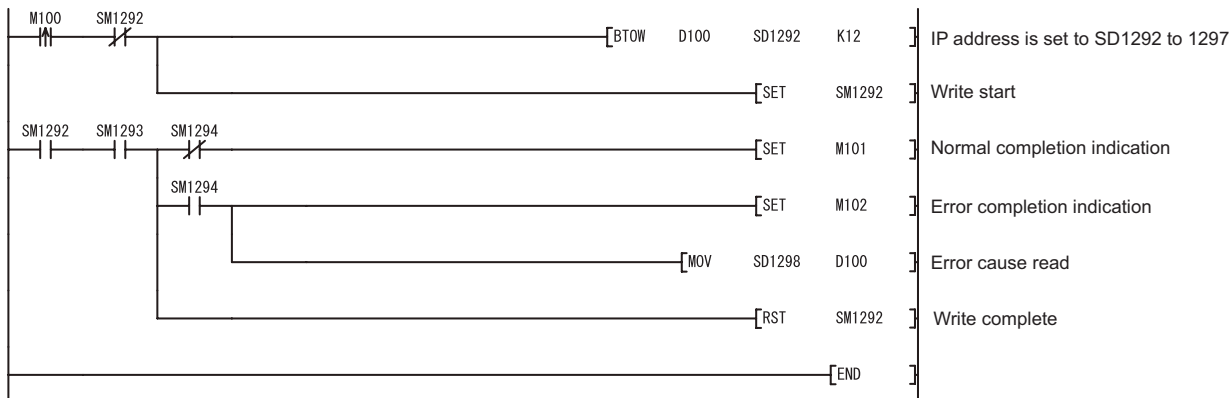 M100 SM1292
BTOW D100 SD1292 K12 IP address is set to SD1292 to 1297
SET SM1292 Write start
SM1292 SM1293 SM1294
SET M101 Normal completion indication
SM1294
SET M102 Error completion indication
MOV SD1298 D100 Error cause read
RST SM1292 Write complete
END